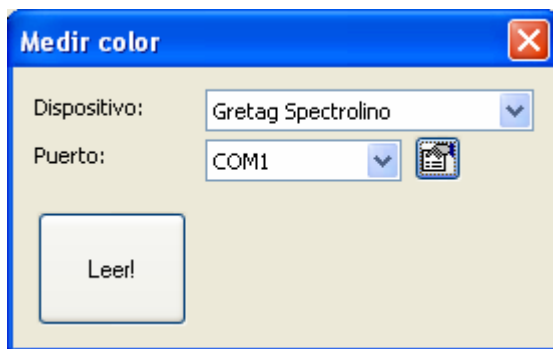 Medir color
Dispositivo: Gretag Spectrolino
Puerto: COM1
Leer!